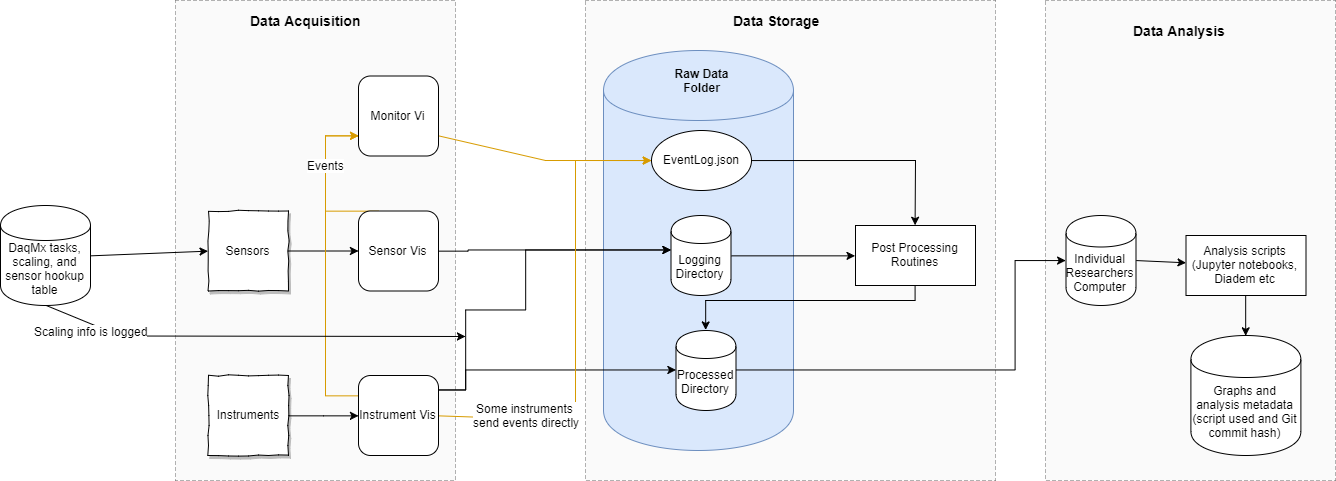 Data Acquisition
Data Storage
Data Analysis
Raw Data
Folder
Monitor Vi
Events
EventLog.json
DaqMx tasks,
scaling, and
sensor hookup
table
Sensors
Sensor Vis
Logging
Directory
Post Processing
Routines
Individual
Researchers
Computer
Analysis scripts
(Jupyter notebooks,
Diadem etc
Scaling info is logged
Instruments
Instrument Vis
Some instruments
send events directly
Processed
Directory
Graphs and
analysis metadata
(script used and Git
commit hash)